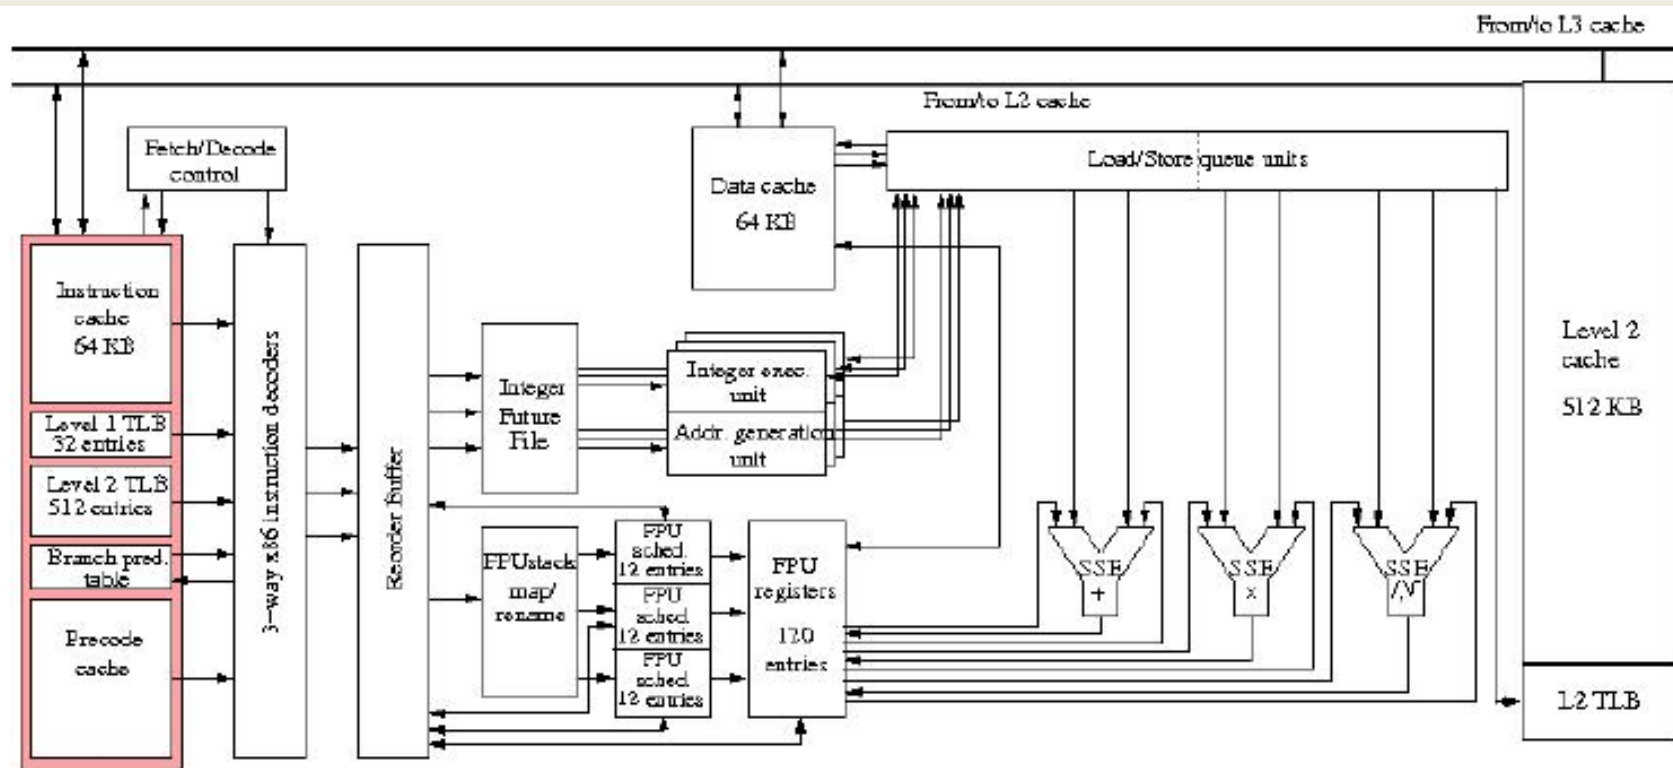 From/to L3 cache
From/to L2 cache
Fetch/Decode
control
Data cache
64 KB
Load/Store queue units
Instruction
cache
64 KB
Level 1 TLB
32 entries
Level 2 TLB
512 entries
Branch pred.
table
Precode
cache
3-way x86 instruction decoders
Reorder Buffer
Integer
Future
File
Integer exec.
unit
Addr. generation
unit
FPUstack
map/
rename
FPU
sched.
12 entries
FPU
sched.
12 entries
FPU
sched.
12 entries
FPU
registers
120
entries
SSE
+
SSE
x
SSE
/√
Level 2
cache
512 KB
L2 TLB